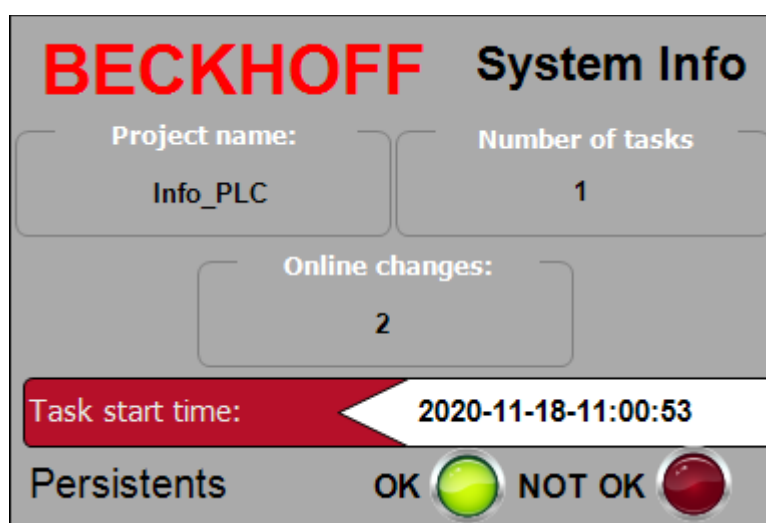 BECKHOFF System Info
Project name: Number of tasks
Info_PLC 1
Online changes:
2
Task start time: 2020-11-18-11:00:53
Persistents OK NOT OK